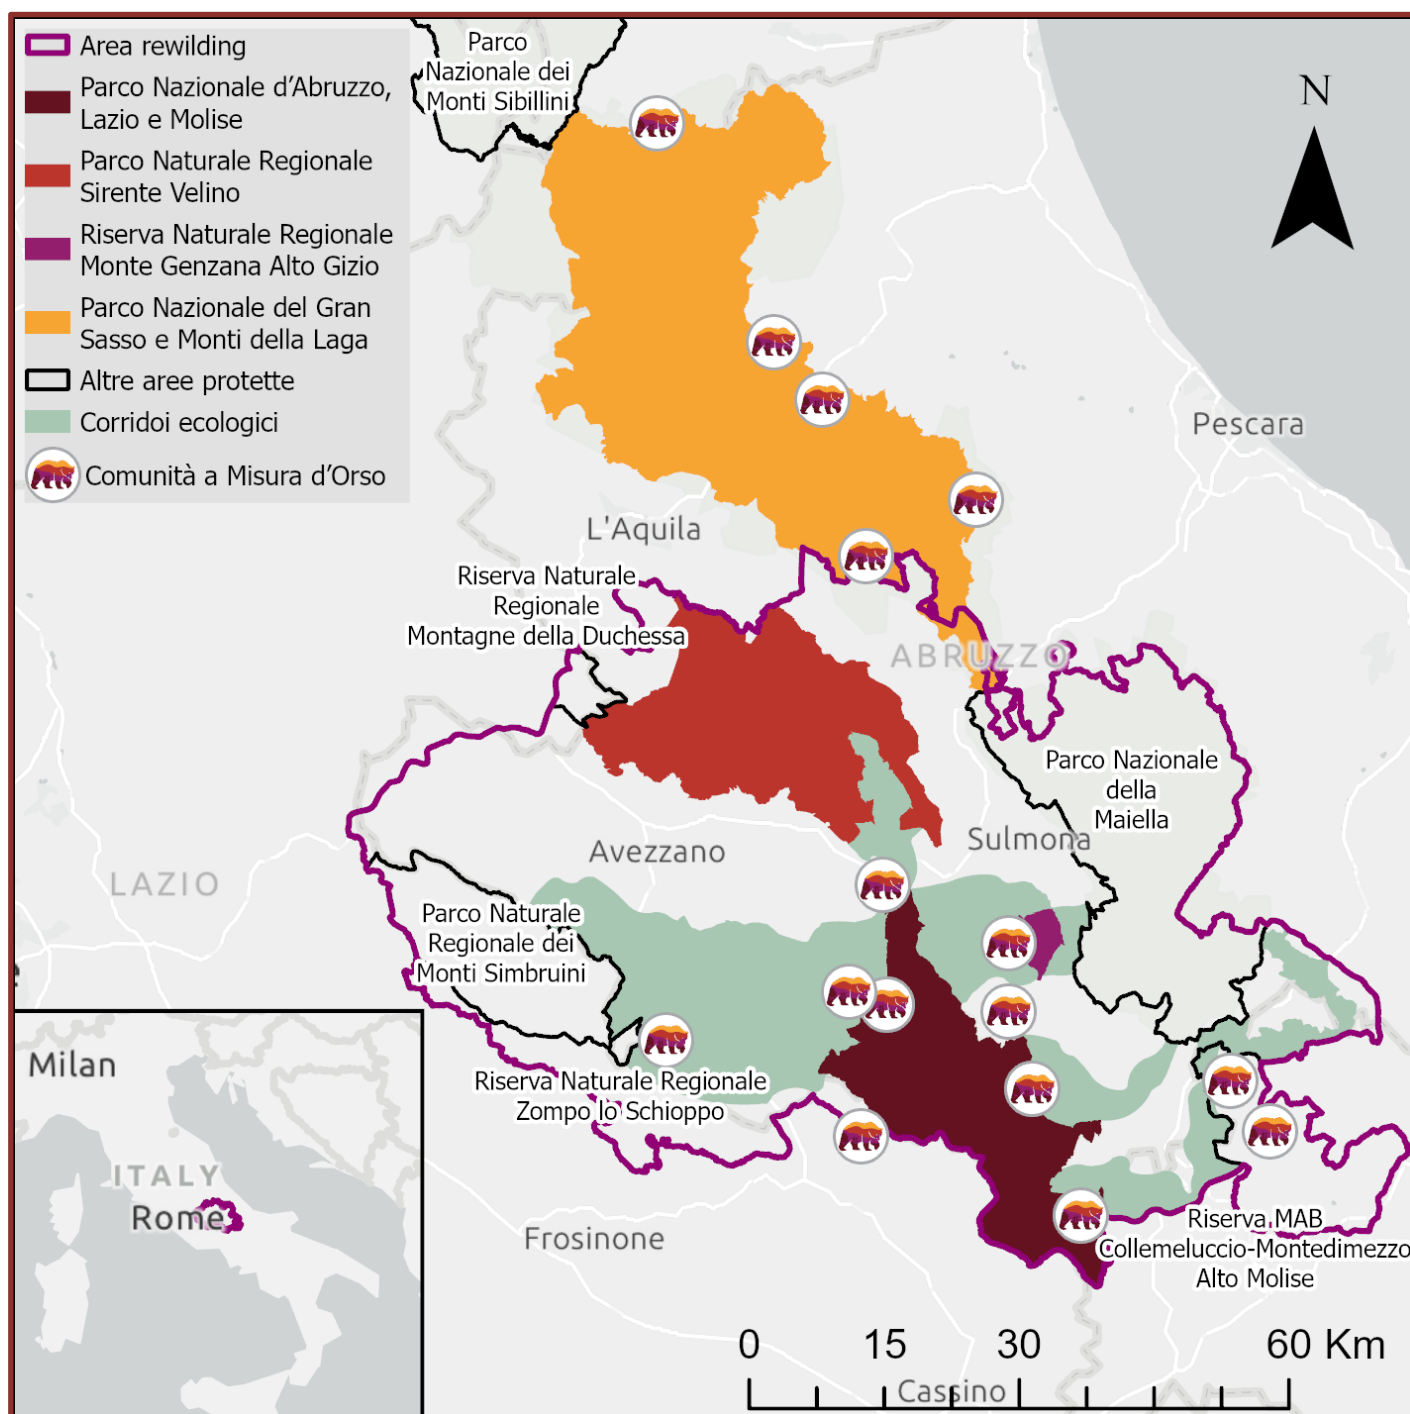 Area rewilding
Parco Nazionale d'Abruzzo,
Lazio e Molise
Parco Naturale Regionale
Sirente Velino
Riserva Naturale Regionale
Monte Genzana Alto Gizio
Parco Nazionale del Gran
Sasso e Monti della Laga
Altre aree protette
Corridoi ecologici
Comunità a Misura d'Orso
Parco
Nazionale dei
Monti Sibillini
N
Pescara
L'Aquila
Riserva Naturale
Regionale
Montagne della Duchessa
ABRUZZO
Parco Nazionale
della
Maiella
Sulmona
Avezzano
LAZIO
Parco Naturale
Regionale dei
Monti Simbruini
Riserva Naturale Regionale
Zompo lo Schioppo
Frosinone
Riserva MAB
Collemeluccio-Montedimezzo
Alto Molise
Cassino
0 15 30 60 Km
Milan
ITALY
Rome